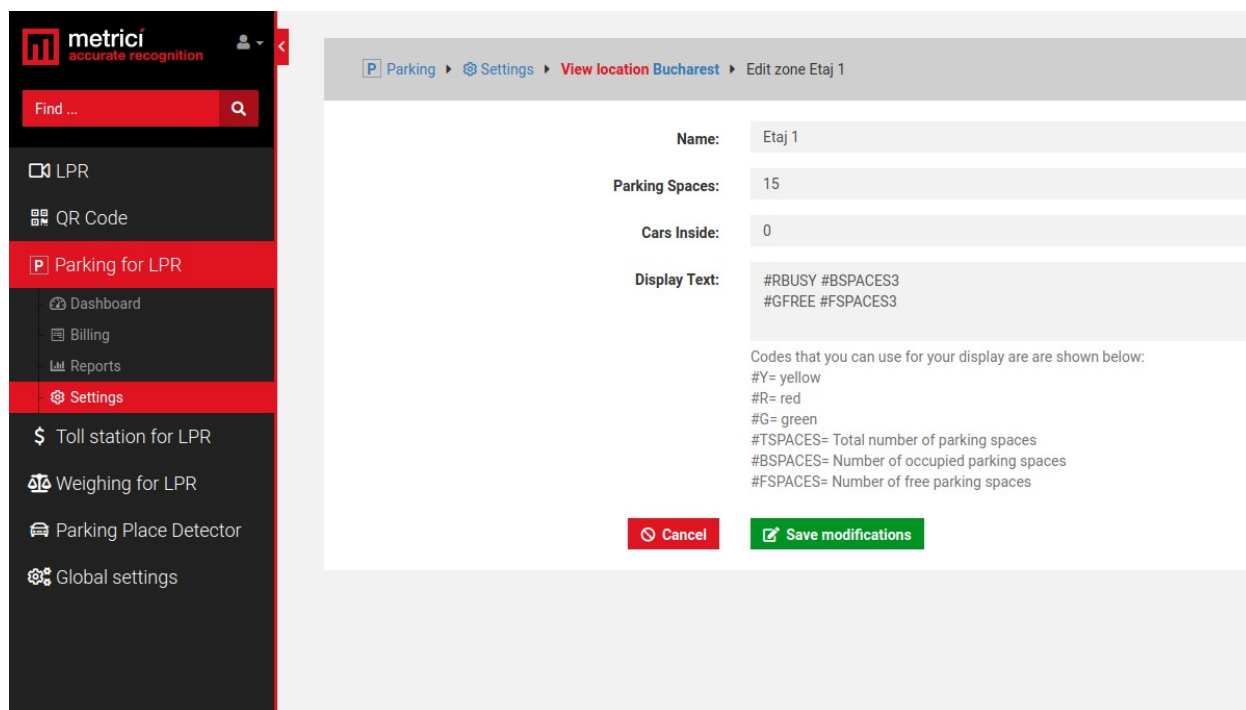 metrici
accurate recognition
Find ...
LPR
QR Code
P Parking for LPR
Dashboard
Billing
Reports
Settings
$ Toll station for LPR
Weighing for LPR
Parking Place Detector
Global settings
P Parking Settings View location Bucharest Edit zone Etaj 1
Name: Etaj 1
Parking Spaces: 15
Cars Inside: 0
Display Text: #RBUSY #BSPACES3
#GFREE #FSPACES3
Codes that you can use for your display are are shown below:
#Y= yellow
#R= red
#G= green
#TSPACES= Total number of parking spaces
#BSPACES= Number of occupied parking spaces
#FSPACES= Number of free parking spaces
Cancel Save modifications